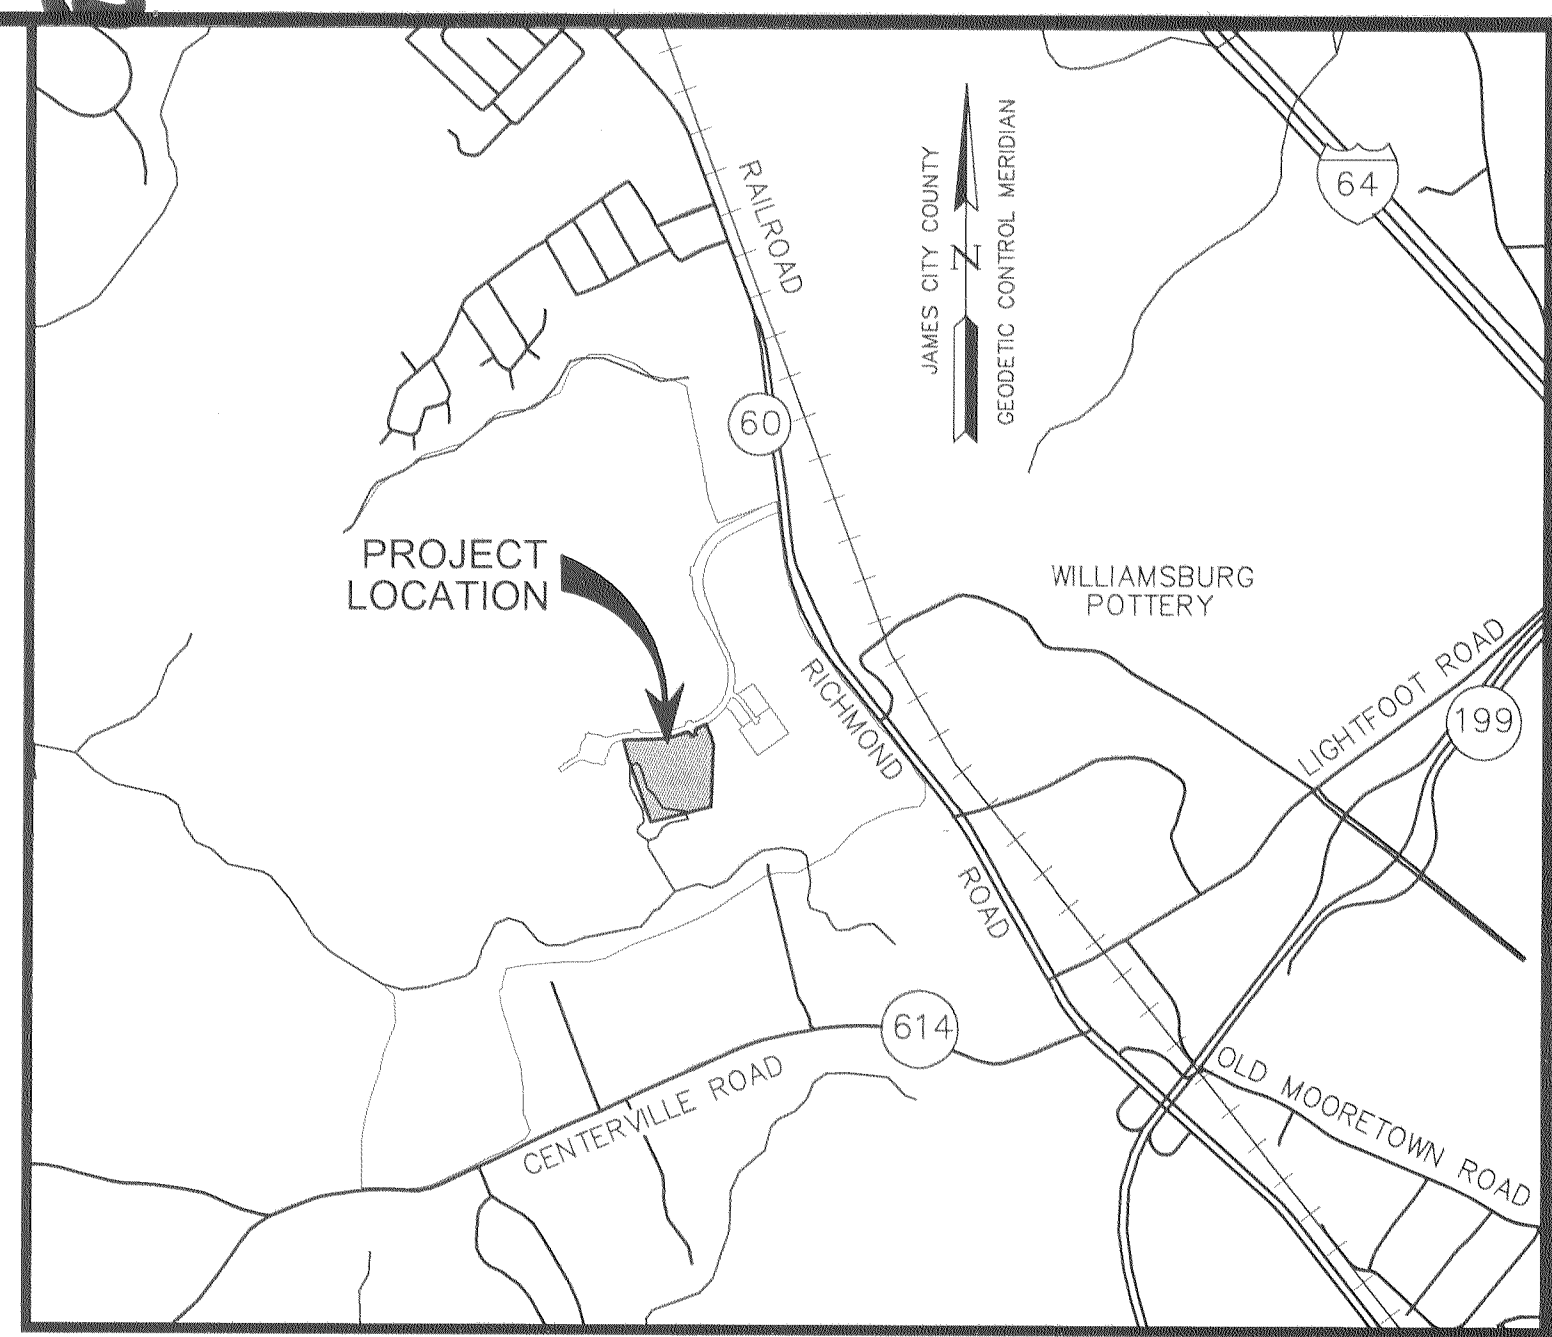 RAILROAD
JAMES CITY COUNTY
N
GEODETIC CONTROL MERIDIAN
64
60
PROJECT
LOCATION
WILLIAMSBURG
POTTERY
RICHMOND
ROAD
LIGHTFOOT ROAD
199
614
CENTERVILLE ROAD
OLD MOORETOWN ROAD